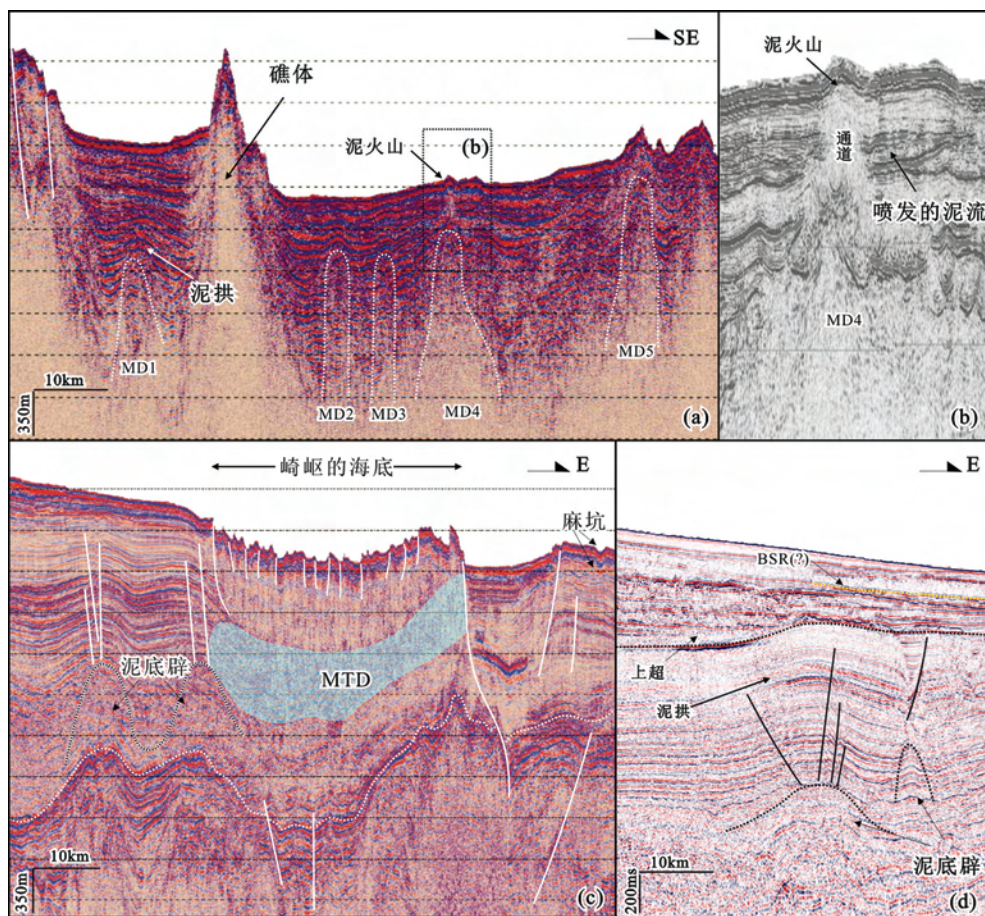 SE
礁体
泥火山
(b)
泥拱
MD1
MD2
MD3
MD4
MD5
10km
350m
(a)
泥火山
通道
喷发的泥流
MD4
(b)
崎岖的海底
E
麻坑
泥底辟
MTD
10km
350m
(c)
E
BSR(?)
上超
泥拱
泥底辟
10km
200ms
(d)